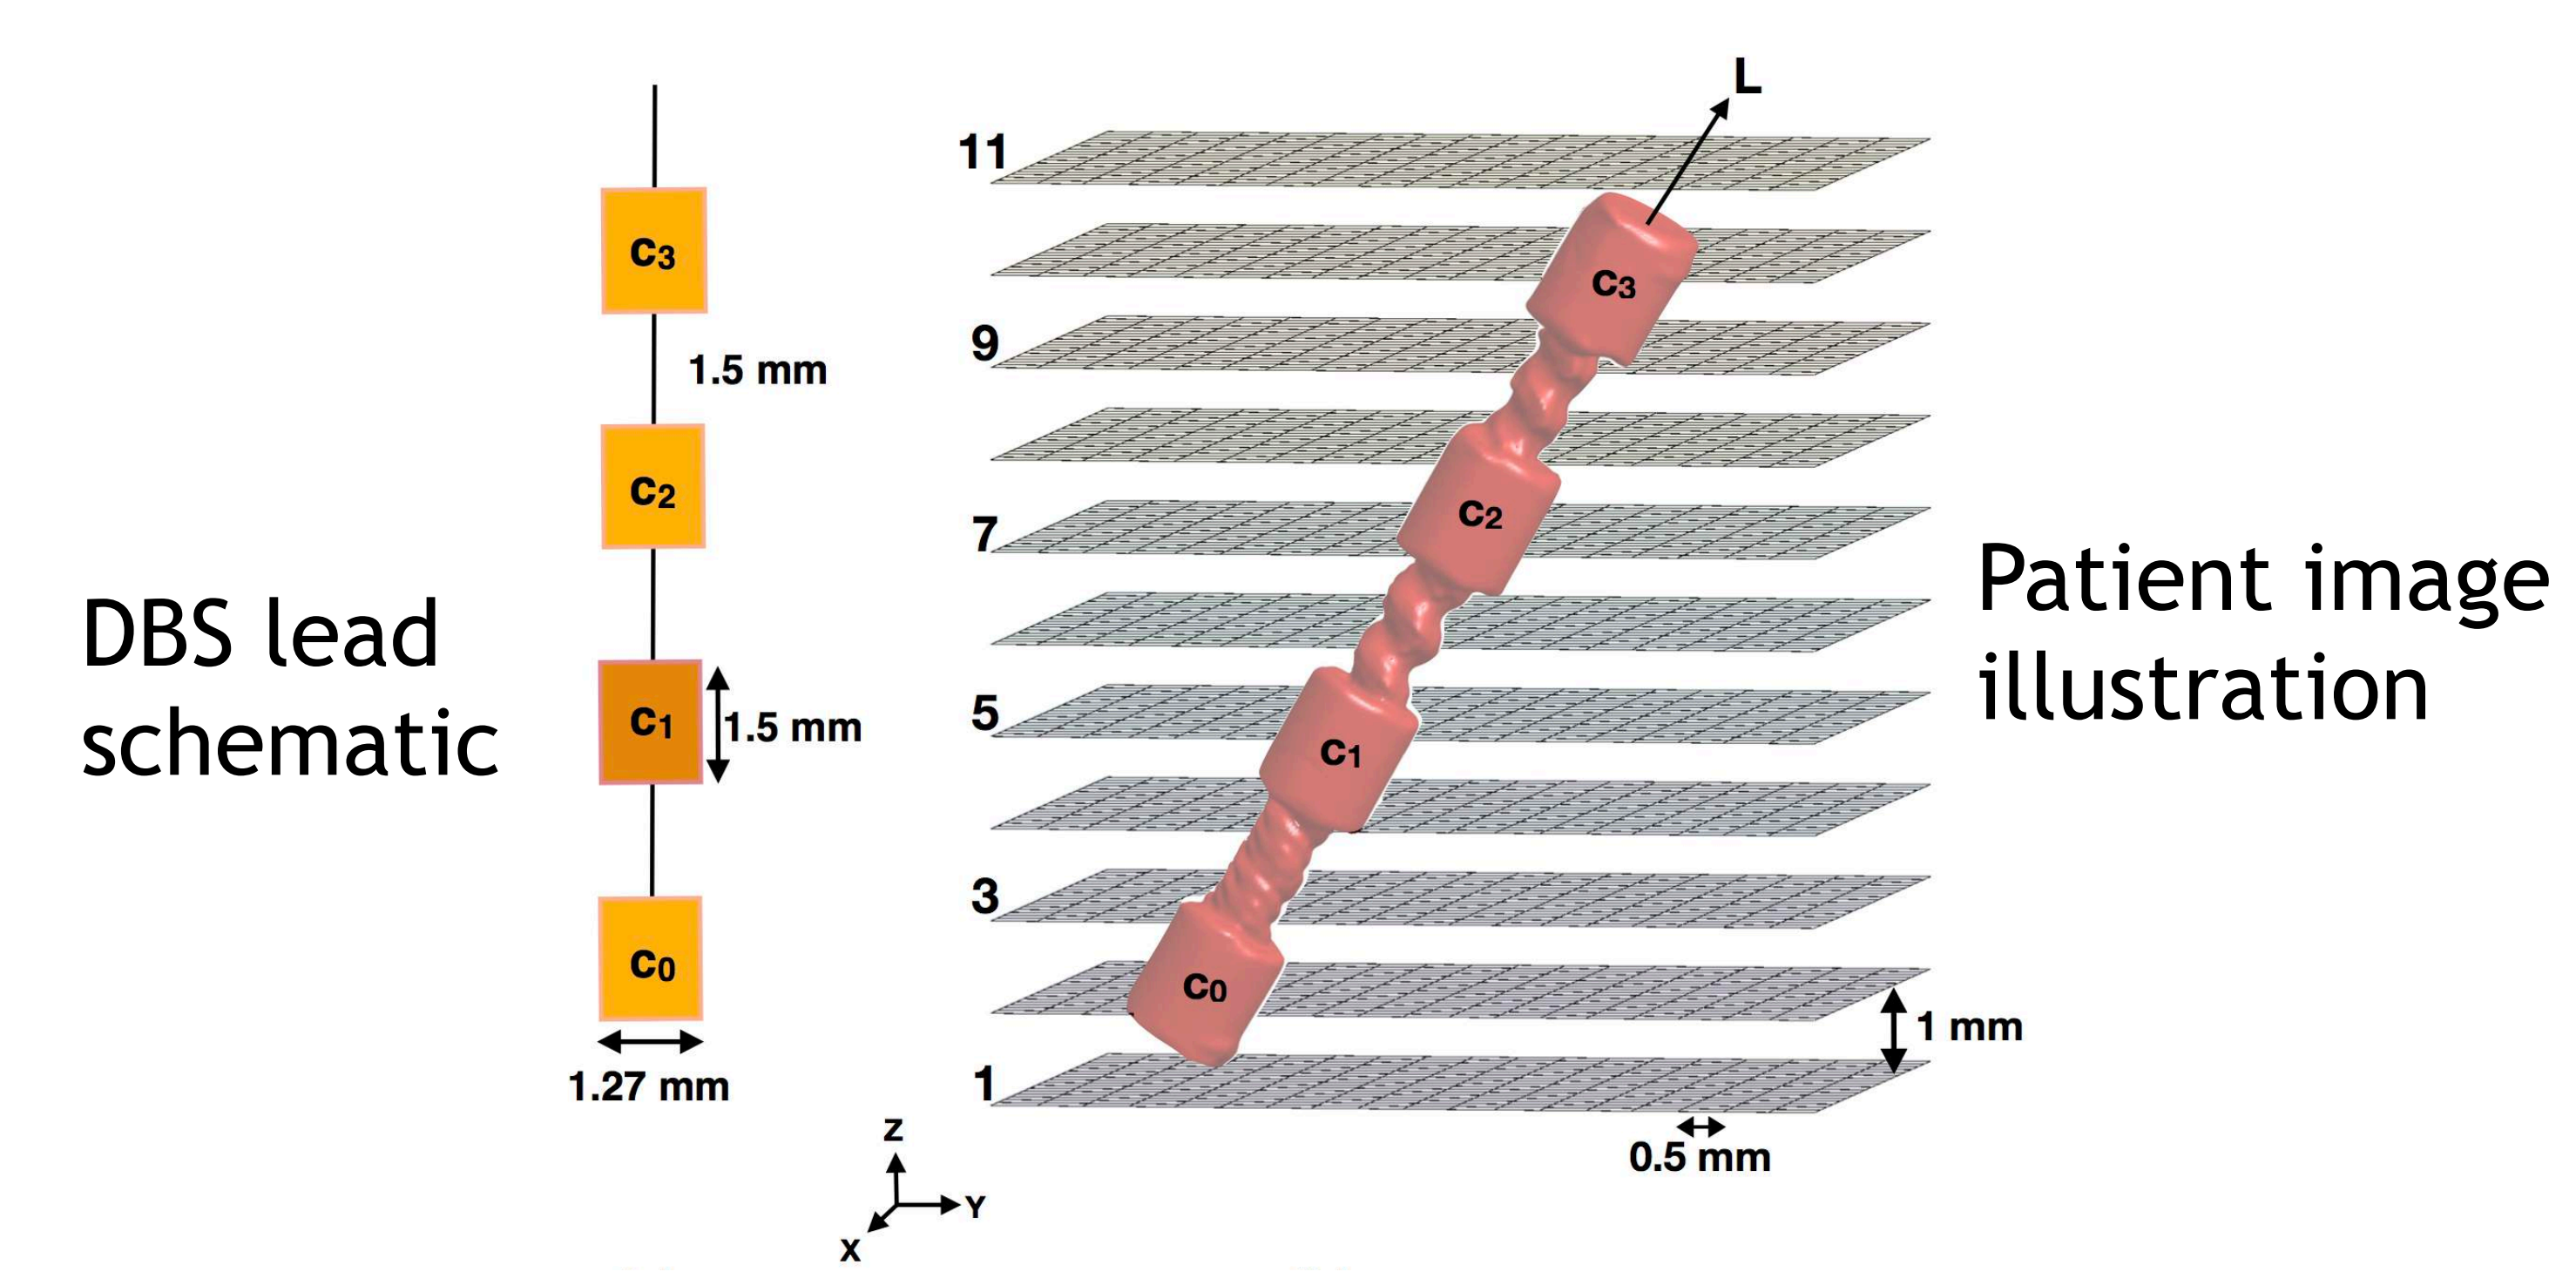 DBS lead
schematic
C3
1.5 mm
C2
C1
1.5 mm
C0
1.27 mm
L
11
9
7
5
3
1
C3
C2
C1
C0
1 mm
0.5 mm
Z
Y
X
Patient image
illustration